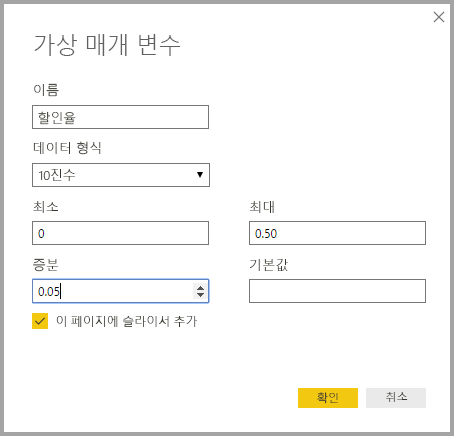 가상 매개 변수
이름
할인율
데이터 형식
10진수
최소
최대
0
0.50
증분
기본값
0.05
이 페이지에 슬라이서 추가
확인
취소